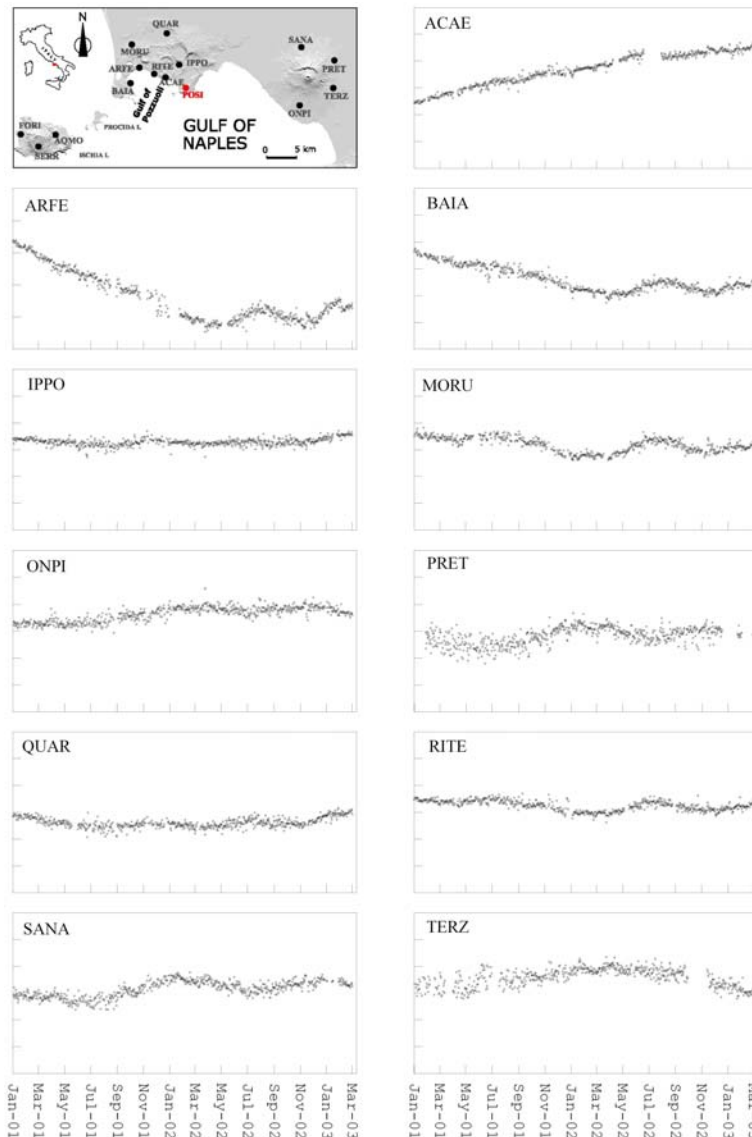 N
QUAR
MORU
ARFE
RITE
IPPO
BAIA
ACAE
POSI
Gulf of
Pozzuoli
GULF OF
NAPLES
0 5 km
SANA
PRET
TERZ
ONPI
FORI
AQMO
SERR
PROCIDA I.
ISCHIA I.
ACAE
ARFE
BAIA
IPPO
MORU
ONPI
PRET
QUAR
RITE
SANA
TERZ
Jan-01
Mar-01
May-01
Jul-01
Sep-01
Nov-01
Jan-02
Mar-02
May-02
Jul-02
Sep-02
Nov-02
Jan-03
Mar-03
Jan-01
Mar-01
May-01
Jul-01
Sep-01
Nov-01
Jan-02
Mar-02
May-02
Jul-02
Sep-02
Nov-02
Jan-03